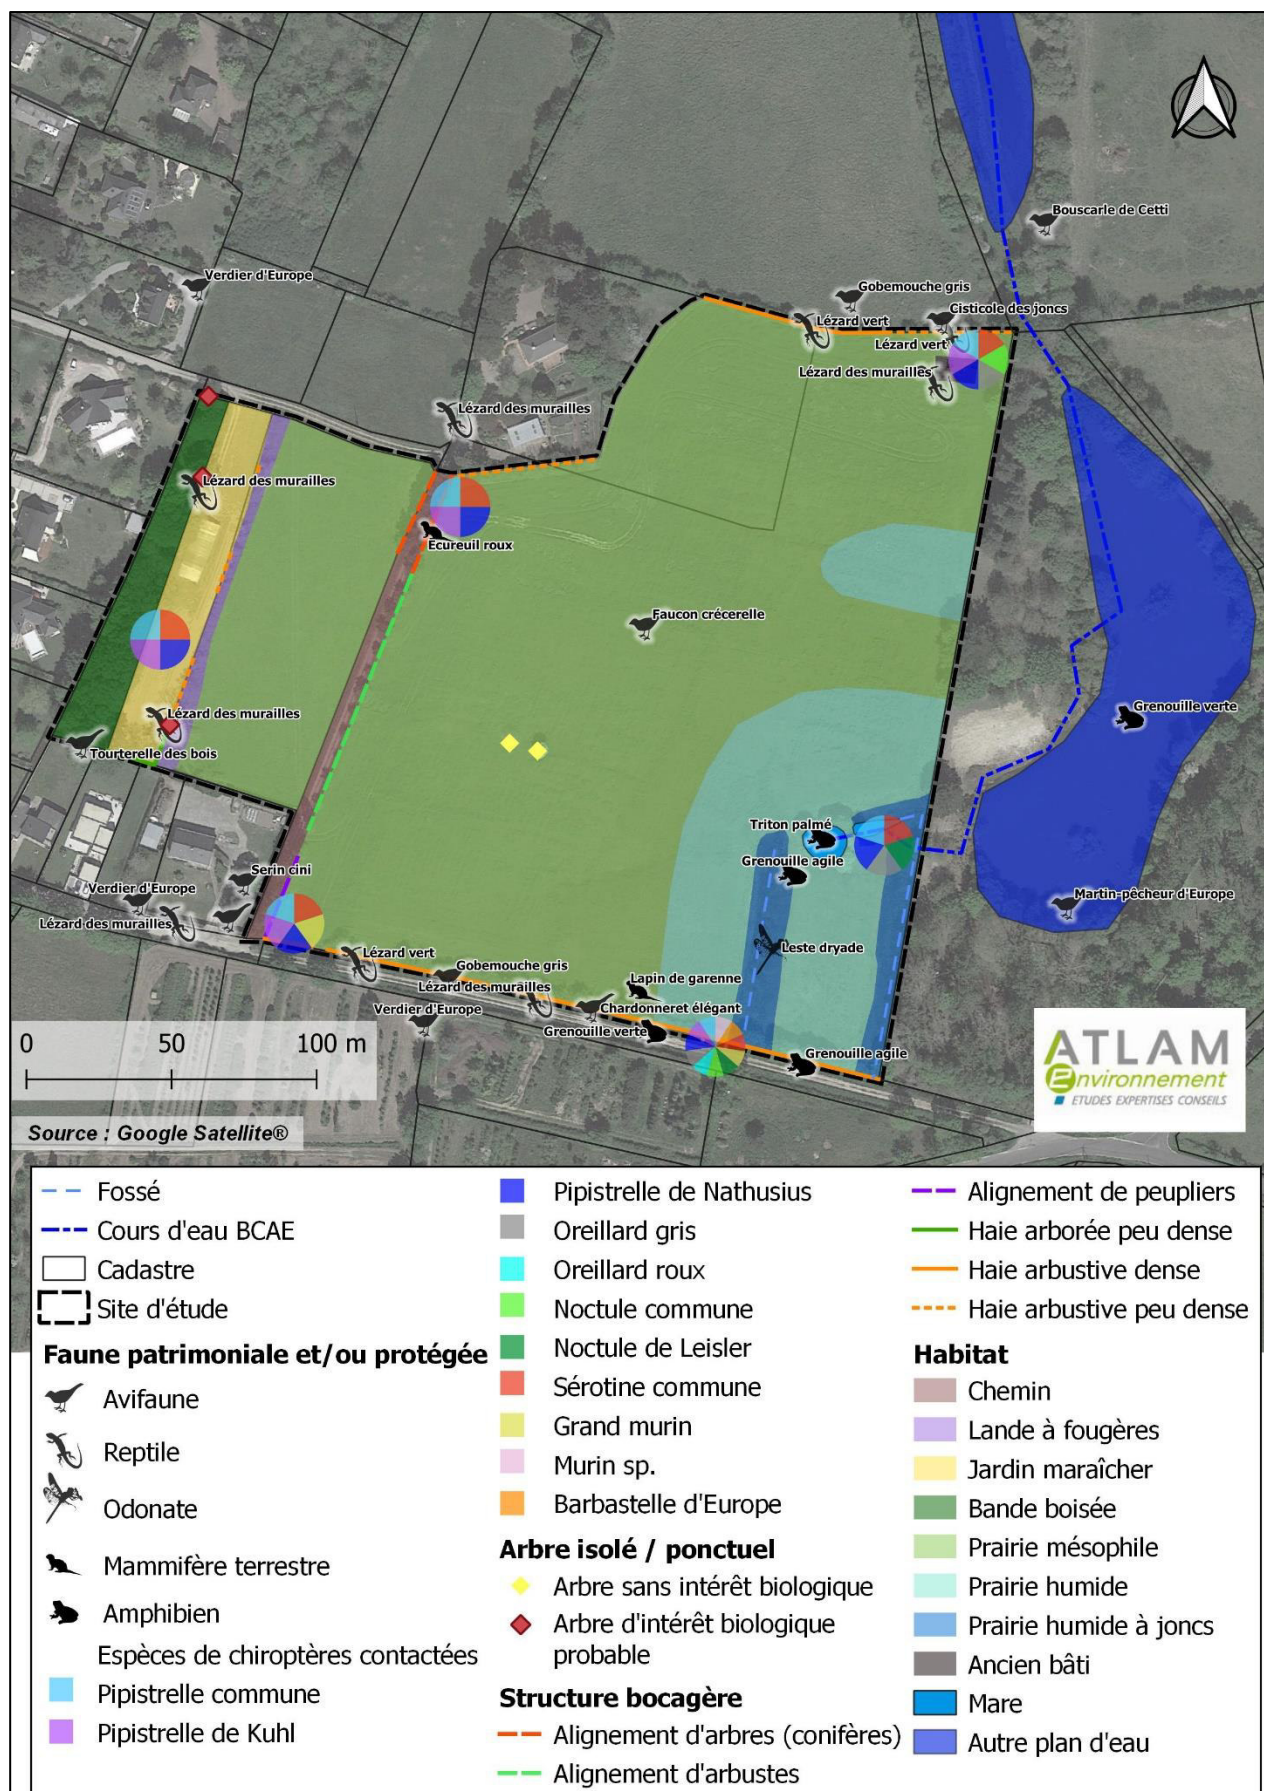 Bouscarle de Cetti
Verdier d'Europe
Gobemouche gris
Cisticole des joncs
Lézard vert
Lézard vert
Lézard des murailles
Lézard des murailles
Lézard des murailles
Écureuil roux
Faucon crécerelle
Grenouille verte
Lézard des murailles
Tourterelle des bois
Triton palmé
Grenouille agile
Serin cini
Verdier d'Europe
Martin-pêcheur d'Europe
Lézard des murailles
Leste dryade
Lézard vert
Gobemouche gris
Lapin de garenne
Lézard des murailles
Chardonneret élégant
Verdier d'Europe
Grenouille verte
Grenouille agile
0 50 100 m
ATLAM
Environnement
ETUDES EXPERTISES CONSEILS
Source : Google Satellite®
Fossé
Cours d'eau BCAE
Cadastre
Site d'étude
Faune patrimoniale et/ou protégée
Avifaune
Reptile
Odonate
Mammifère terrestre
Amphibien
Espèces de chiroptères contactées
Pipistrelle commune
Pipistrelle de Kuhl
Pipistrelle de Nathusius
Oreillard gris
Oreillard roux
Noctule commune
Noctule de Leisler
Sérotine commune
Grand murin
Murin sp.
Barbastelle d'Europe
Arbre isolé / ponctuel
Arbre sans intérêt biologique
Arbre d'intérêt biologique
probable
Structure bocagère
Alignement d'arbres (conifères)
Alignement d'arbustes
Alignement de peupliers
Haie arborée peu dense
Haie arbustive dense
Haie arbustive peu dense
Habitat
Chemin
Lande à fougères
Jardin maraîcher
Bande boisée
Prairie mésophile
Prairie humide
Prairie humide à joncs
Ancien bâti
Mare
Autre plan d'eau